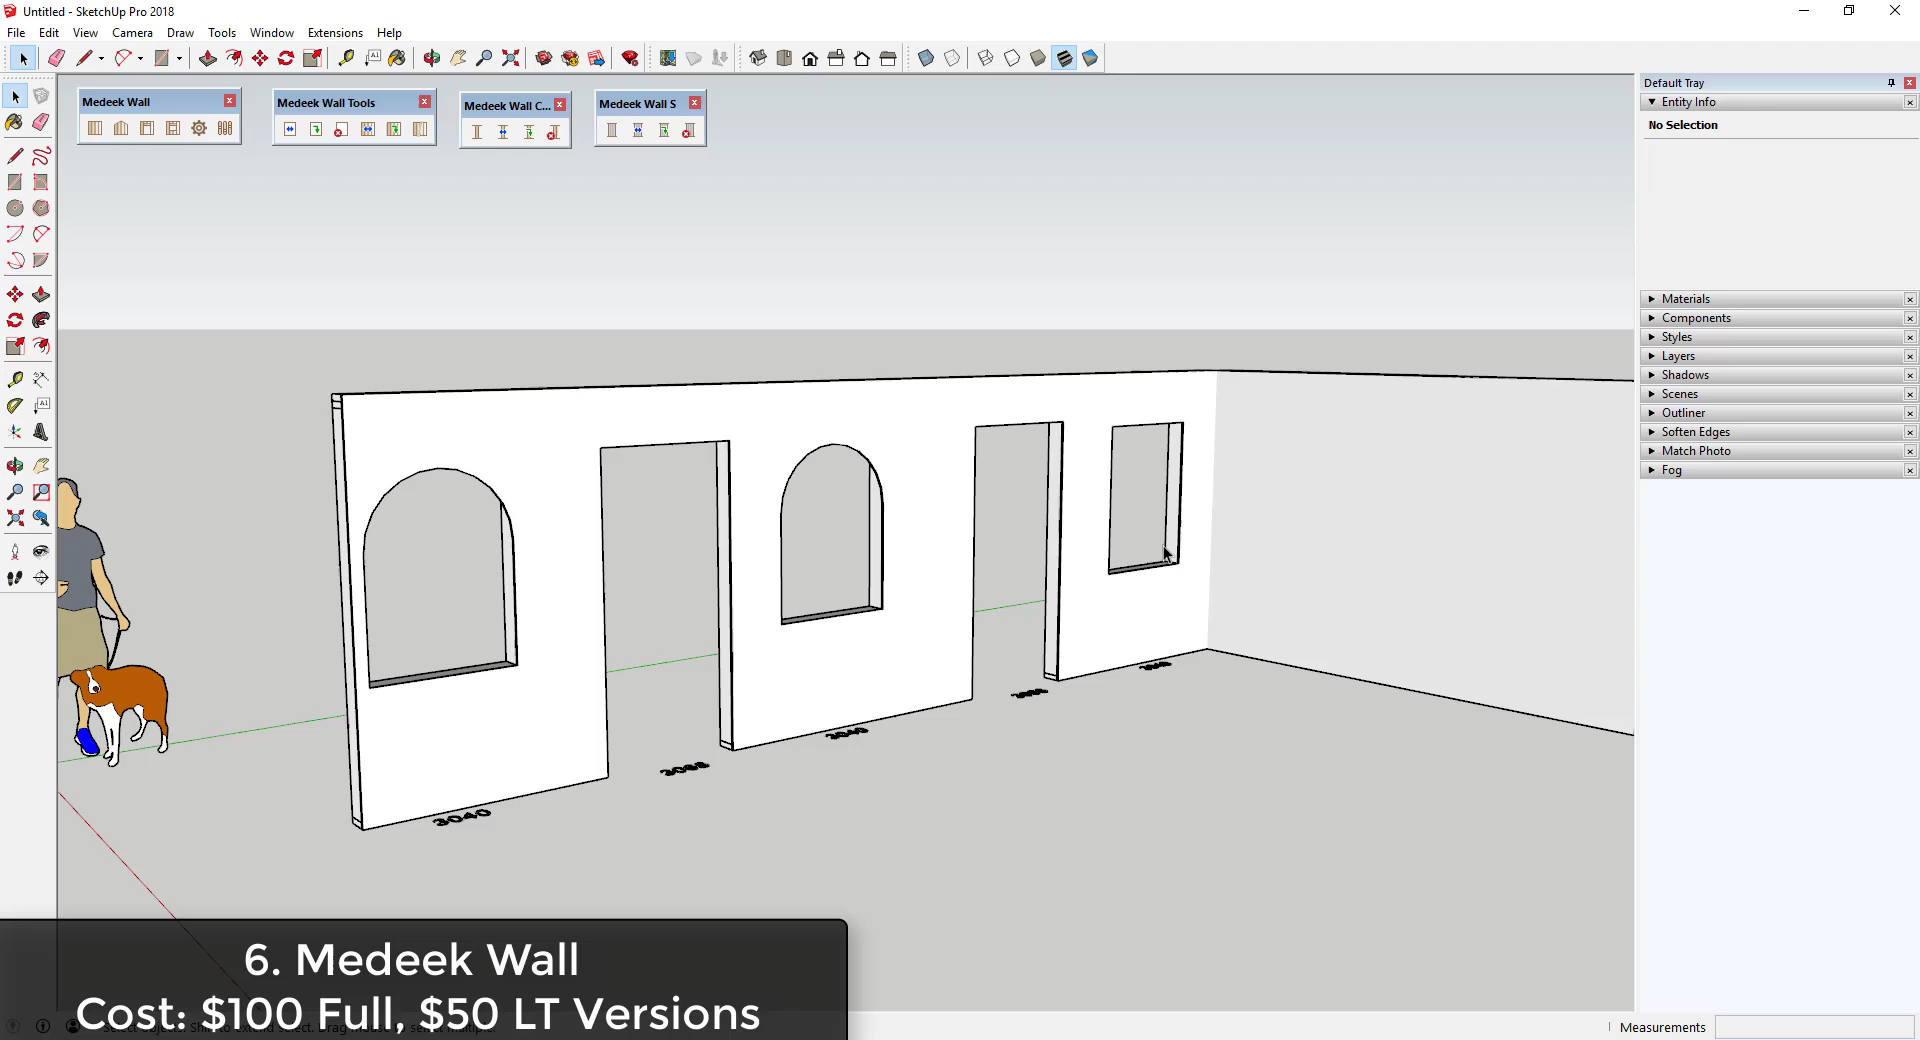 Untitled - SketchUp Pro 2018
File Edit View Camera Draw Tools Window Extensions Help
Medeek Wall
Medeek Wall Tools
Medeek Wall C...
Medeek Wall S
Default Tray
Entity Info
No Selection
Materials
Components
Styles
Layers
Shadows
Scenes
Outliner
Soften Edges
Match Photo
Fog
3040
3068
3040
6. Medeek Wall
Cost: $100 Full, $50 LT Versions
Measurements